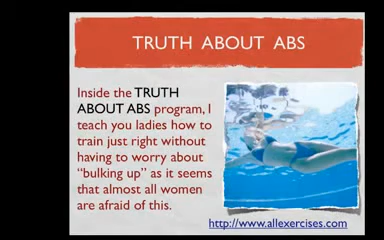 TRUTH ABOUT ABS
Inside the TRUTH
ABOUT ABS program, I
teach you ladies how to
train just right without
having to worry about
“bulking up” as it seems
that almost all women
are afraid of this.
http://www.allexercises.com